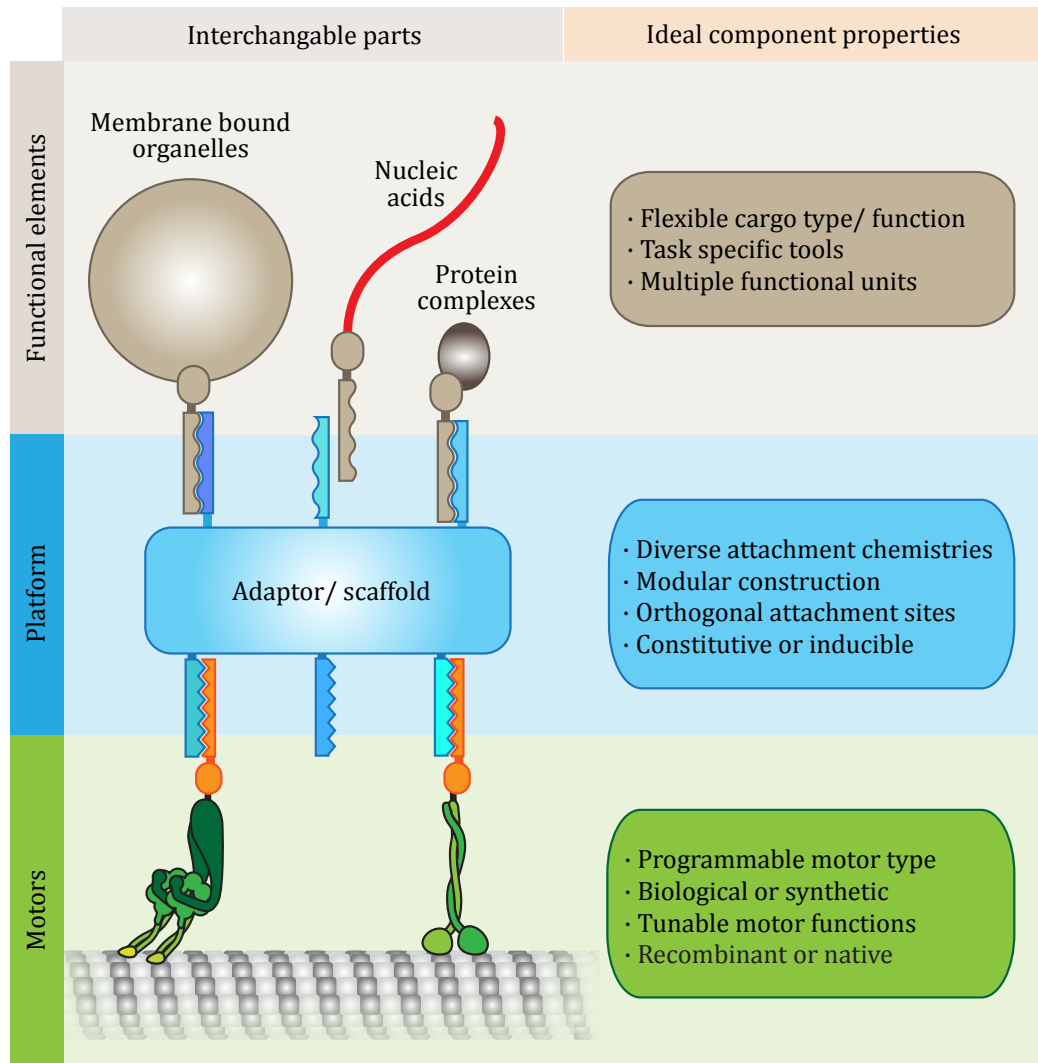 Interchangable parts
Ideal component properties
Functional elements
Membrane bound
organelles
Nucleic
acids
Protein
complexes
· Flexible cargo type/ function
· Task specific tools
· Multiple functional units
Platform
Adaptor/ scaffold
· Diverse attachment chemistries
· Modular construction
· Orthogonal attachment sites
· Constitutive or inducible
Motors
· Programmable motor type
· Biological or synthetic
· Tunable motor functions
· Recombinant or native